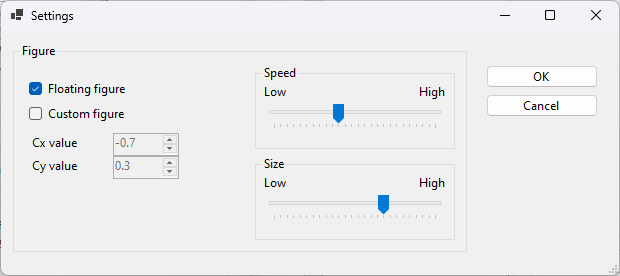 Settings
Figure
Floating figure
Custom figure
Cx value
-0.7
Cy value
0.3
Speed
Low
High
Size
Low
High
OK
Cancel